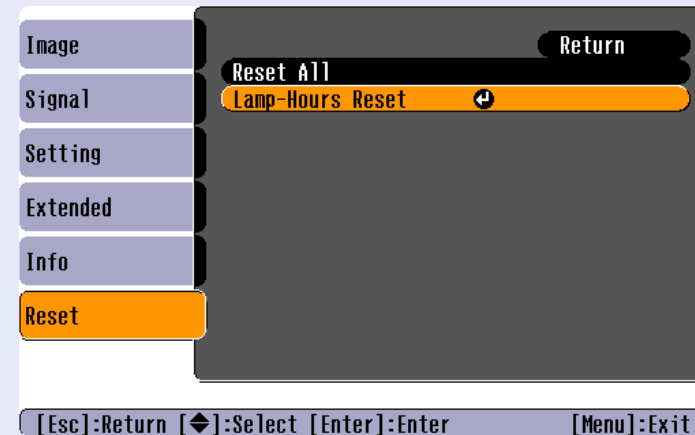 Image
Signal
Setting
Extended
Info
Reset
Return
Reset All
Lamp-Hours Reset
[Esc]:Return [◆]:Select [Enter]:Enter [Menu]:Exit